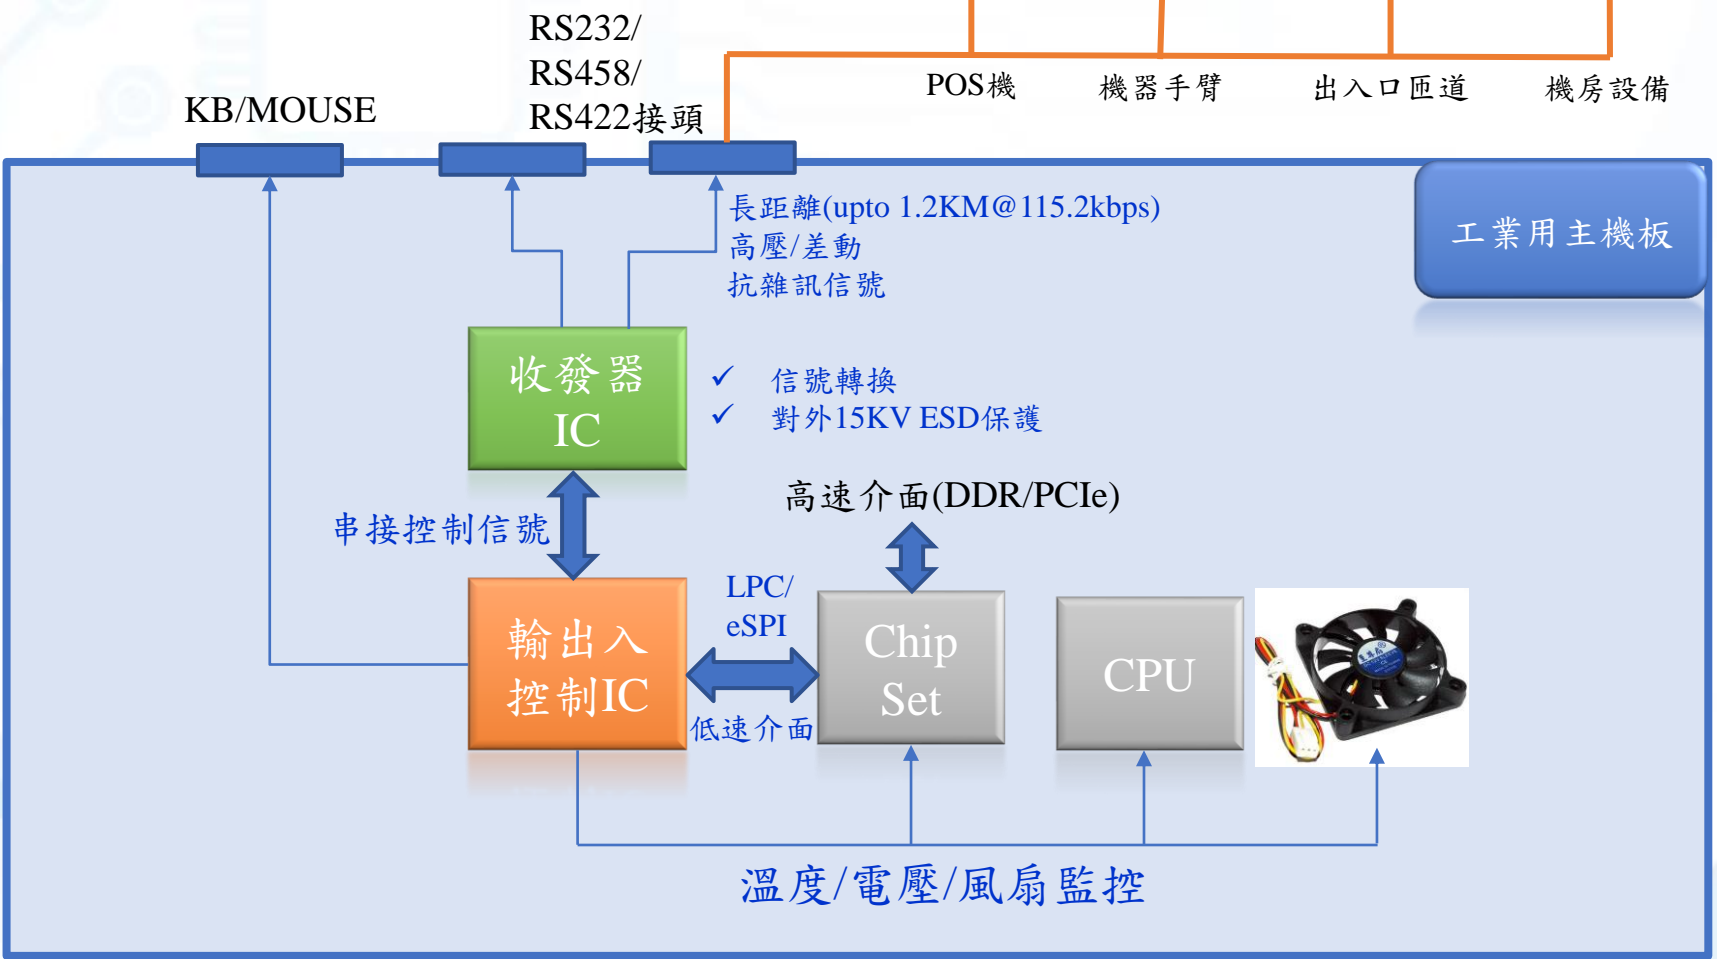 RS232/
RS458/
RS422接頭
KB/MOUSE
POS機
機器手臂
出入口匝道
機房設備
工業用主機板
長距離(upto 1.2KM@115.2kbps)
高壓/差動
抗雜訊信號
收發器
IC
✓ 信號轉換
✓ 對外15KV ESD保護
高速介面(DDR/PCIe)
串接控制信號
LPC/
eSPI
輸出入
控制IC
低速介面
Chip
Set
CPU
溫度/電壓/風扇監控